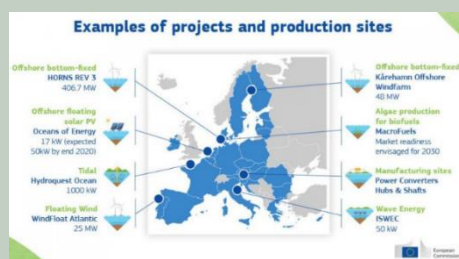 Examples of projects and production sites
Offshore bottom-fixed
HORNS REV 3
406.7 MW
Offshore floating
solar PV
Oceans of Energy
17 kW (expected
50kW by end 2020)
Tidal
Hydroquest Ocean
1000 kW
Floating Wind
WindFloat Atlantic
25 MW
Offshore bottom-fixed
Kårehamn Offshore
Windfarm
48 MW
Algae production
for biofuels
MacroFuels
Market readiness
envisaged for 2030
Manufacturing sites
Power Converters
Hubs & Shafts
Wave Energy
ISWEC
50 kW
European
Commission